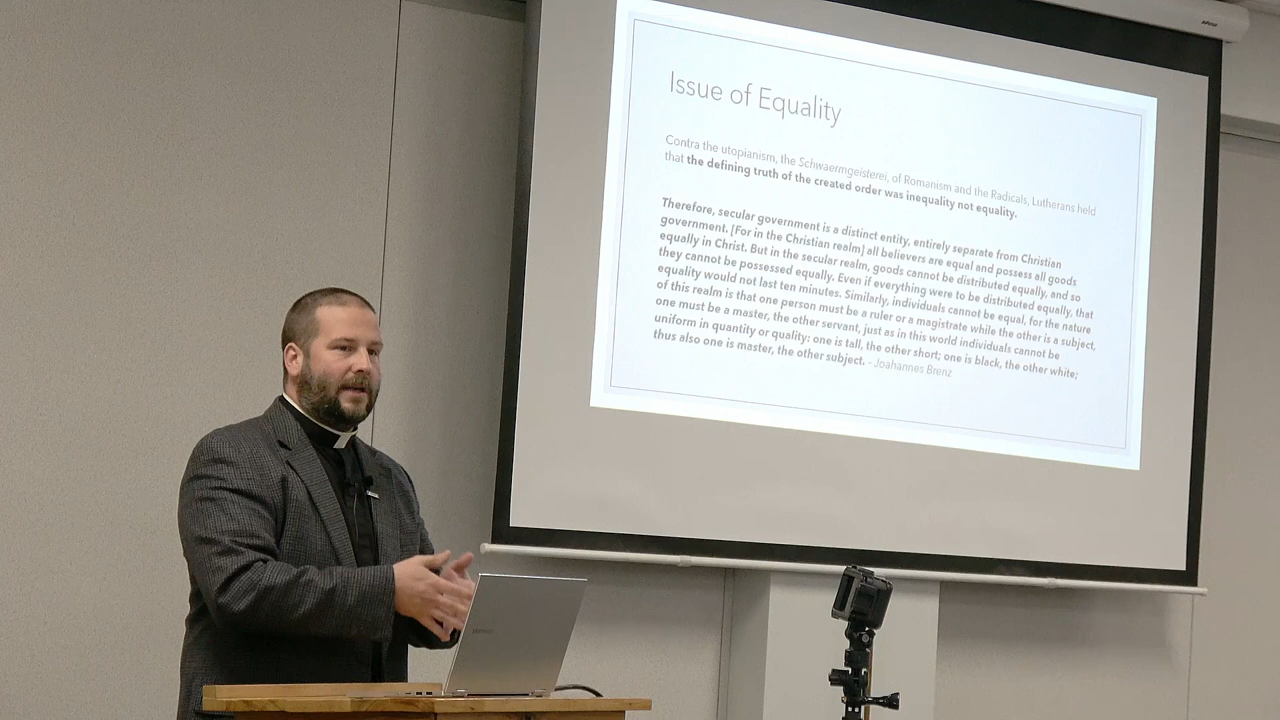 Issue of Equality
Contra the utopianism, the Schwaermgeisterei, of Romanism and the Radicals, Lutherans held
that the defining truth of the created order was inequality not equality.
Therefore, secular government is a distinct entity, entirely separate from Christian
government. [For in the Christian realm] all believers are equal and possess all goods
equally in Christ. But in the secular realm, goods cannot be distributed equally, and so
they cannot be possessed equally. Even if everything were to be distributed equally, that
equality would not last ten minutes. Similarly, individuals cannot be equal, for the nature
of this realm is that one person must be a ruler or a magistrate while the other is a subject,
one must be a master, the other servant, just as in this world individuals cannot be
uniform in quantity or quality: one is tall, the other short; one is black, the other white;
thus also one is master, the other subject. - Joahannes Brenz